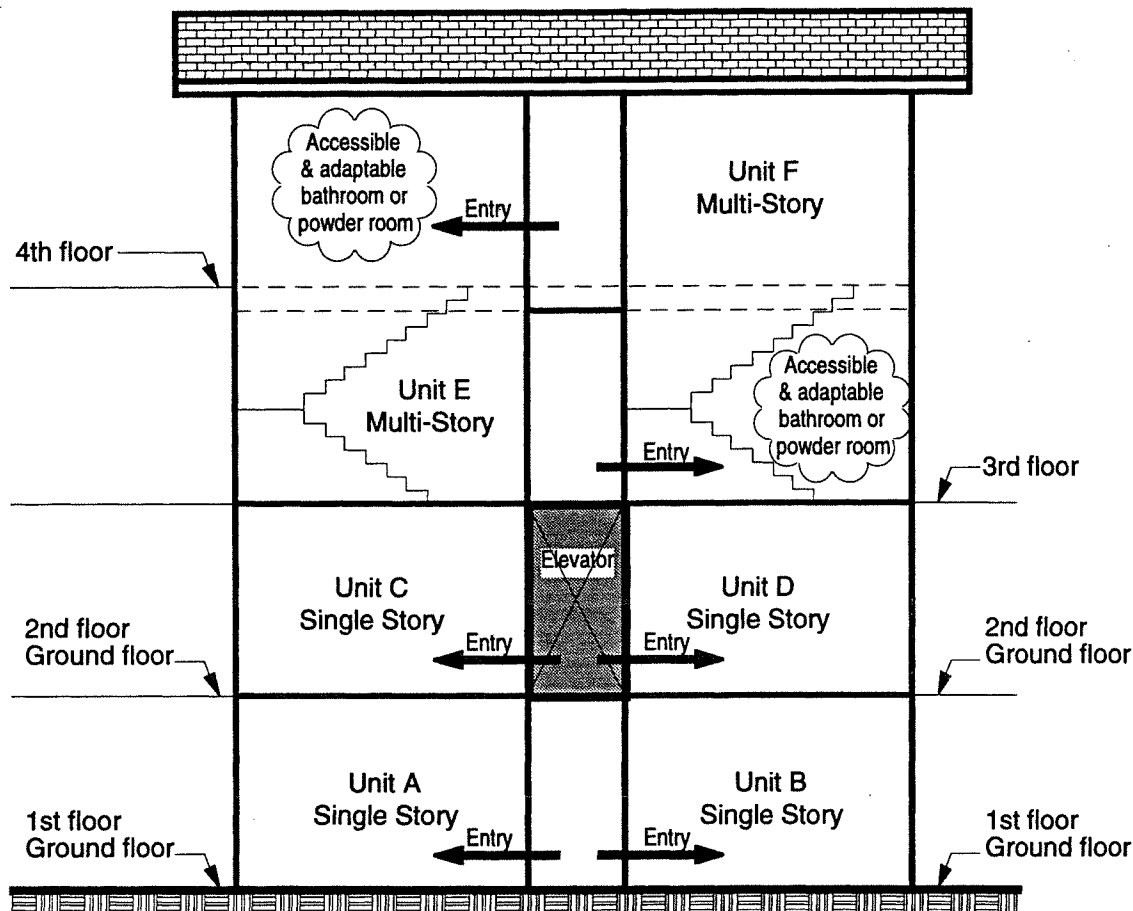 Accessible
& adaptable
bathroom or
powder room
Entry
Unit F
Multi-Story
4th floor
Unit E
Multi-Story
Accessible
& adaptable
bathroom or
powder room
Entry
3rd floor
Elevator
Unit C
Single Story
Entry
Unit D
Single Story
Entry
2nd floor
Ground floor
2nd floor
Ground floor
Unit A
Single Story
Entry
Unit B
Single Story
Entry
1st floor
Ground floor
1st floor
Ground floor